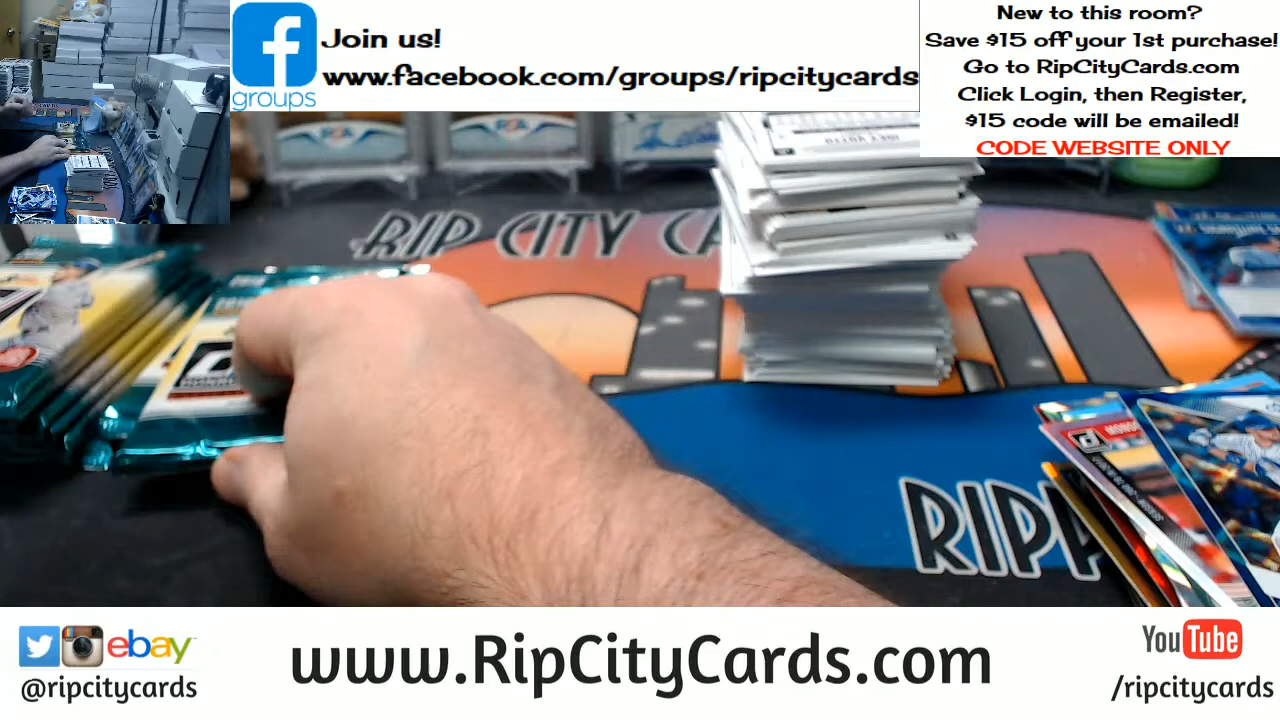 Join us!
www.facebook.com/groups/ripcitycards
groups
New to this room?
Save $15 off your 1st purchase!
Go to RipCityCards.com
Click Login, then Register,
$15 code will be emailed!
CODE WEBSITE ONLY
RIP CITY CA
RIPP
ebay
@ripcitycards
www.RipCityCards.com
YouTube
/ripcitycards